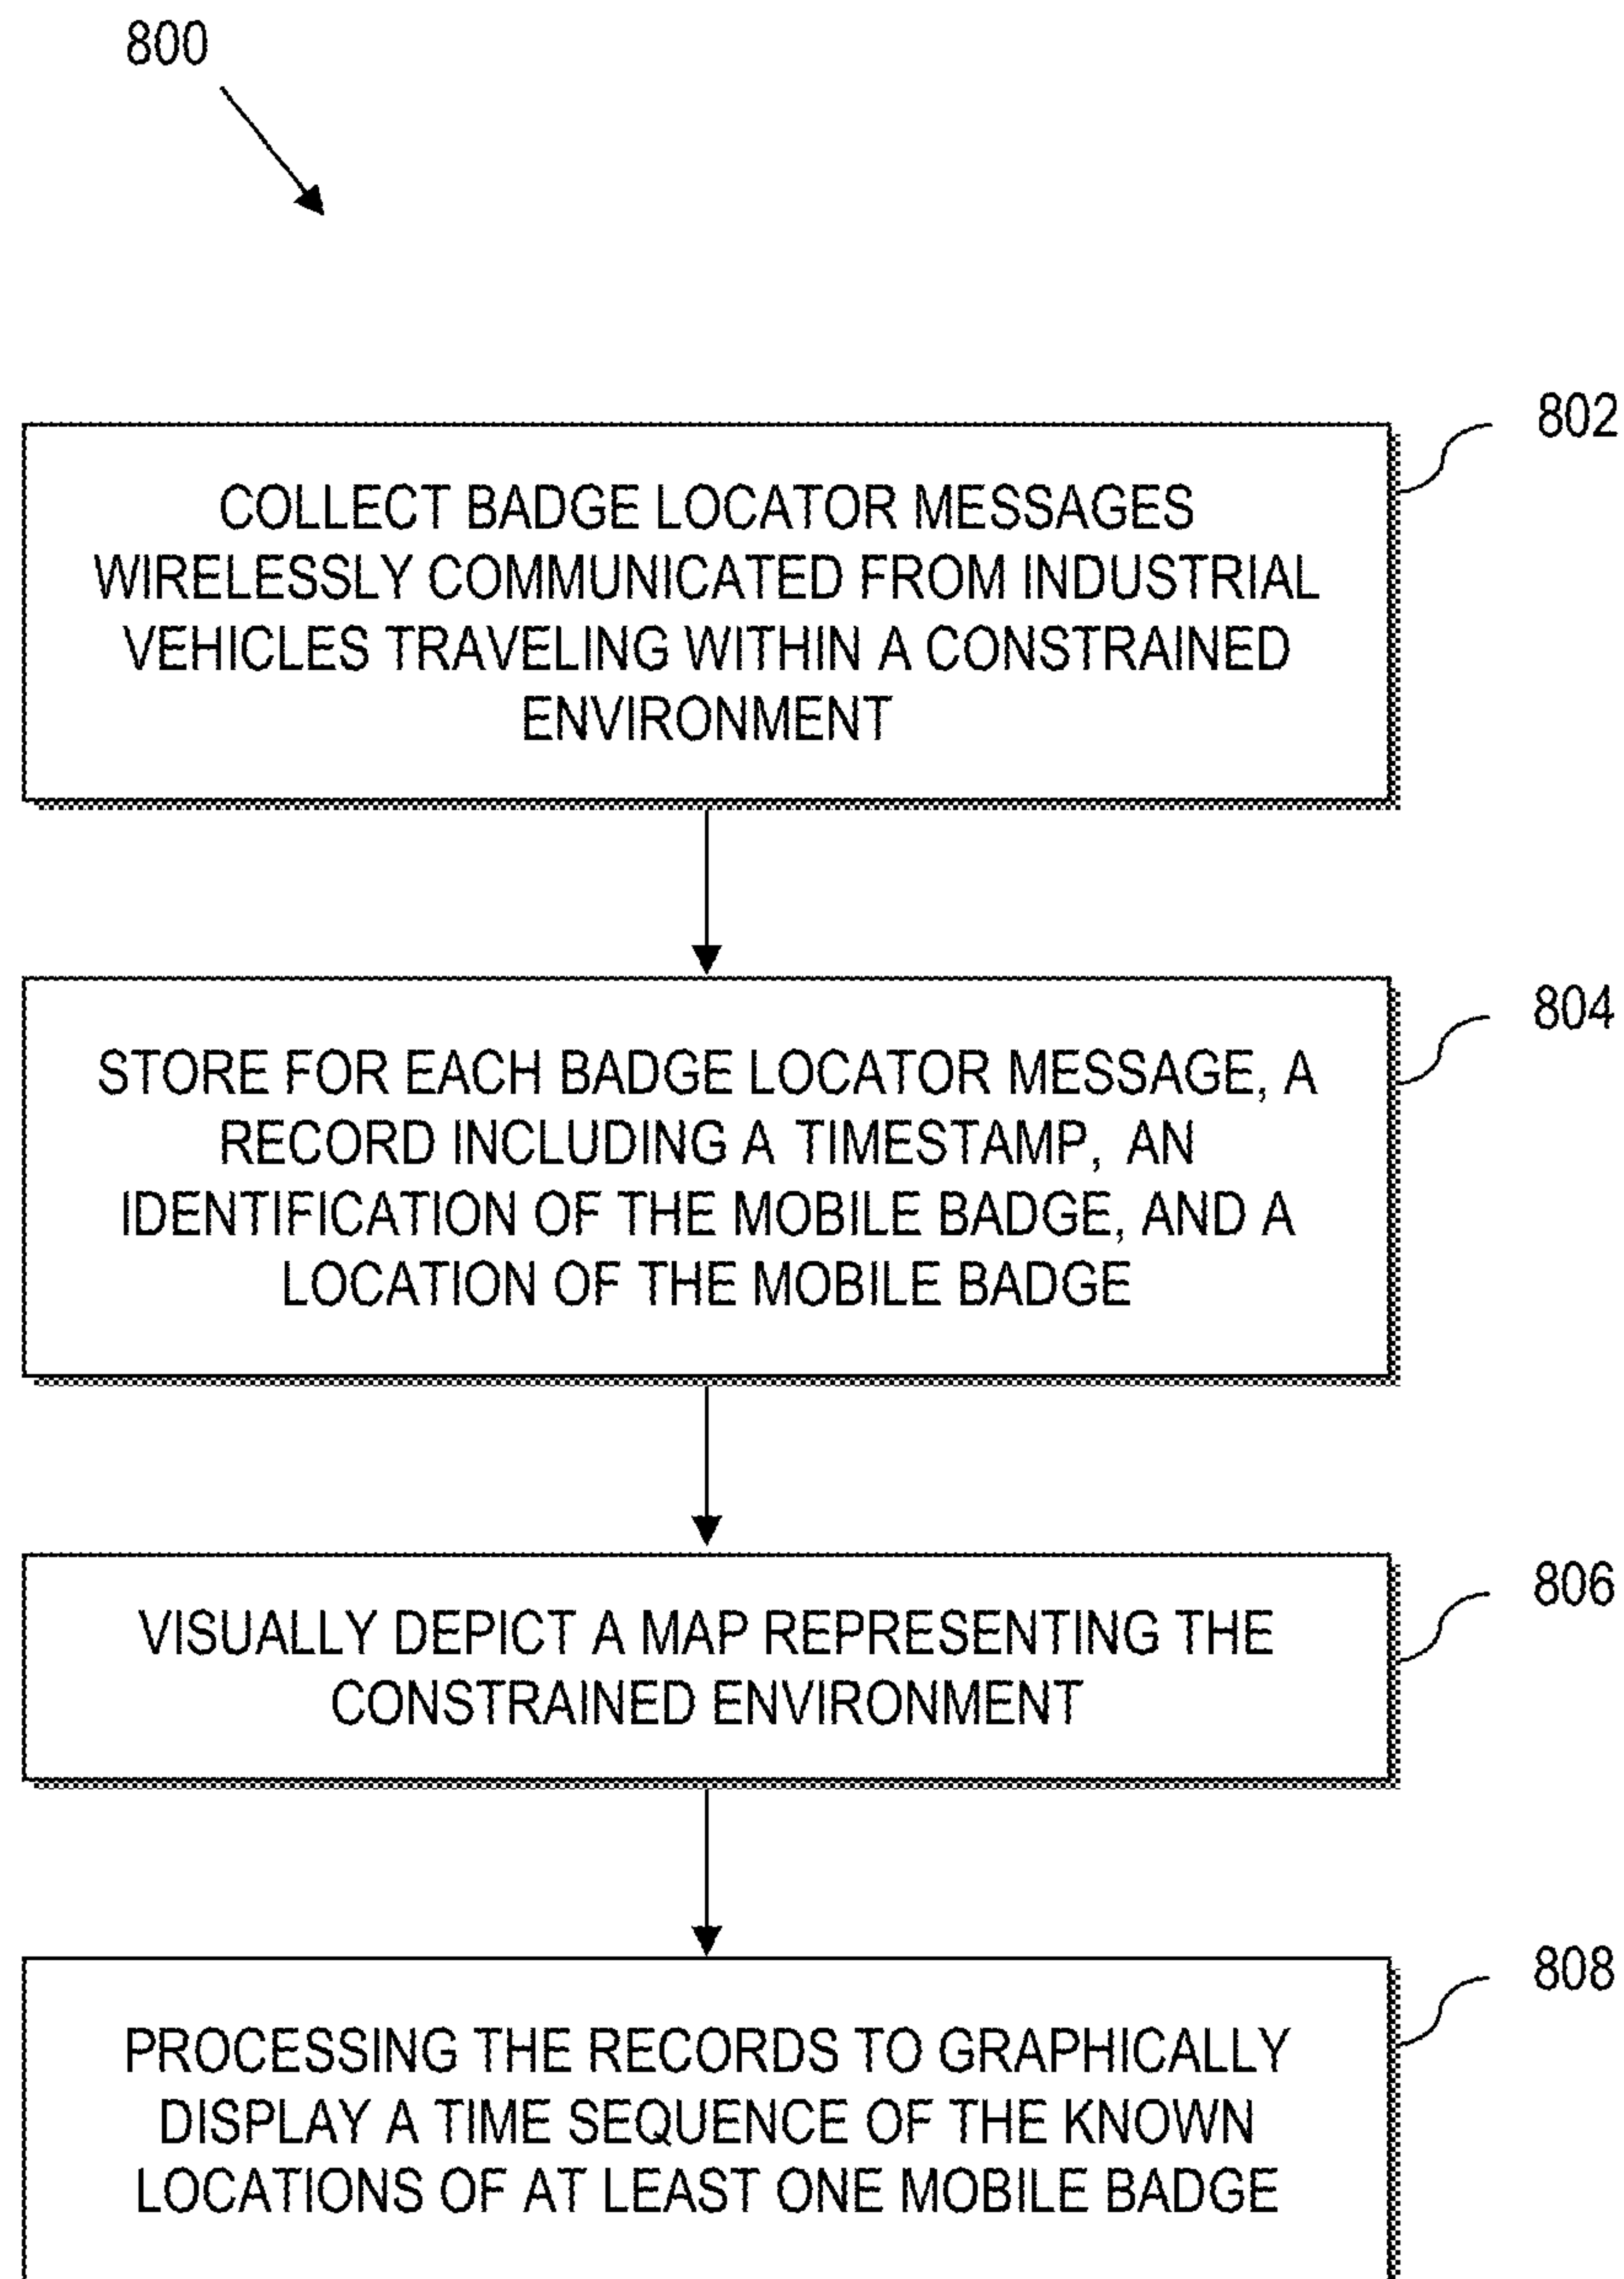 800
802
COLLECT BADGE LOCATOR MESSAGES
WIRELESSLY COMMUNICATED FROM INDUSTRIAL
VEHICLES TRAVELING WITHIN A CONSTRAINED
ENVIRONMENT
804
STORE FOR EACH BADGE LOCATOR MESSAGE, A
RECORD INCLUDING A TIMESTAMP, AN
IDENTIFICATION OF THE MOBILE BADGE, AND A
LOCATION OF THE MOBILE BADGE
806
VISUALLY DEPICT A MAP REPRESENTING THE
CONSTRAINED ENVIRONMENT
808
PROCESSING THE RECORDS TO GRAPHICALLY
DISPLAY A TIME SEQUENCE OF THE KNOWN
LOCATIONS OF AT LEAST ONE MOBILE BADGE